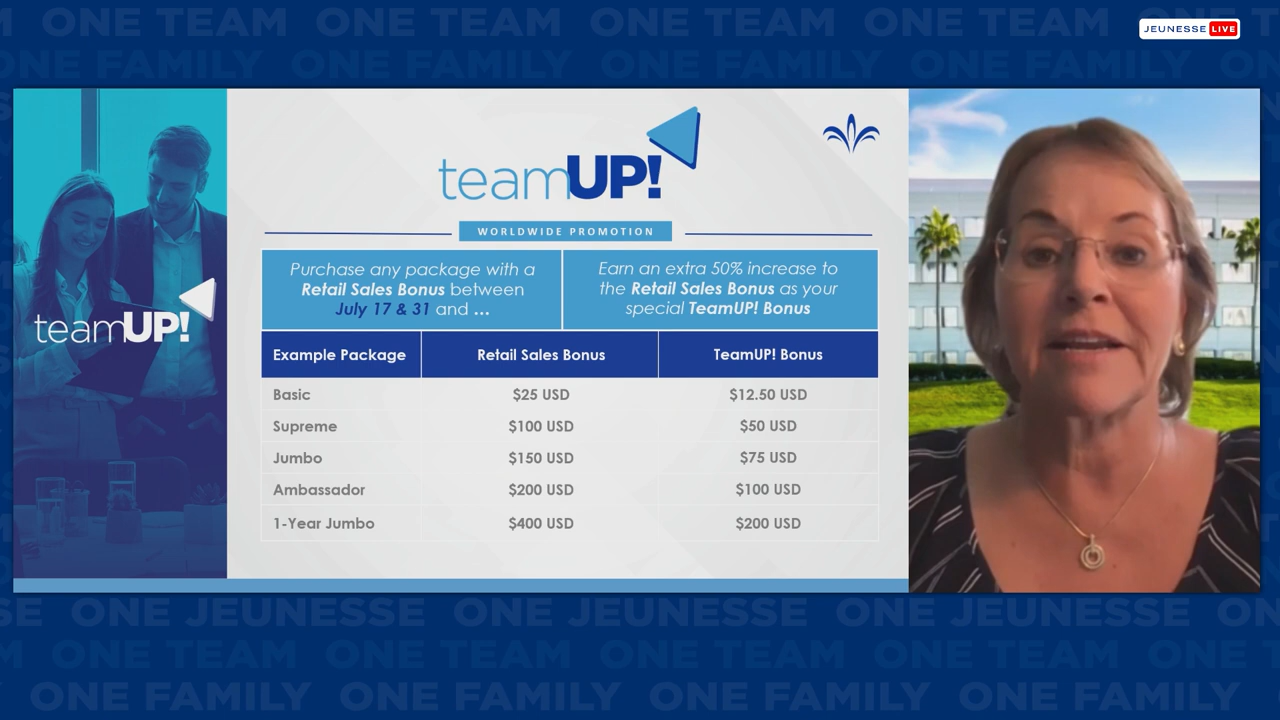 ONE TEAM ONE TEAM ONE TEAM ONE TEAM
ONE FAMILY ONE FAMILY ONE FAMILY ONE FAMILY
JEUNESSE LIVE
teamUP!
teamUP!
WORLDWIDE PROMOTION
Purchase any package with a
Retail Sales Bonus between
July 17 & 31 and ...
Earn an extra 50% increase to
the Retail Sales Bonus as your
special TeamUP! Bonus
Example Package Retail Sales Bonus TeamUP! Bonus
Basic $25 USD $12.50 USD
Supreme $100 USD $50 USD
Jumbo $150 USD $75 USD
Ambassador $200 USD $100 USD
1-Year Jumbo $400 USD $200 USD
ONE JEUNESSE ONE JEUNESSE ONE JEUNESSE
ONE TEAM ONE TEAM ONE TEAM ONE TEAM
ONE FAMILY ONE FAMILY ONE FAMILY ONE FAMILY